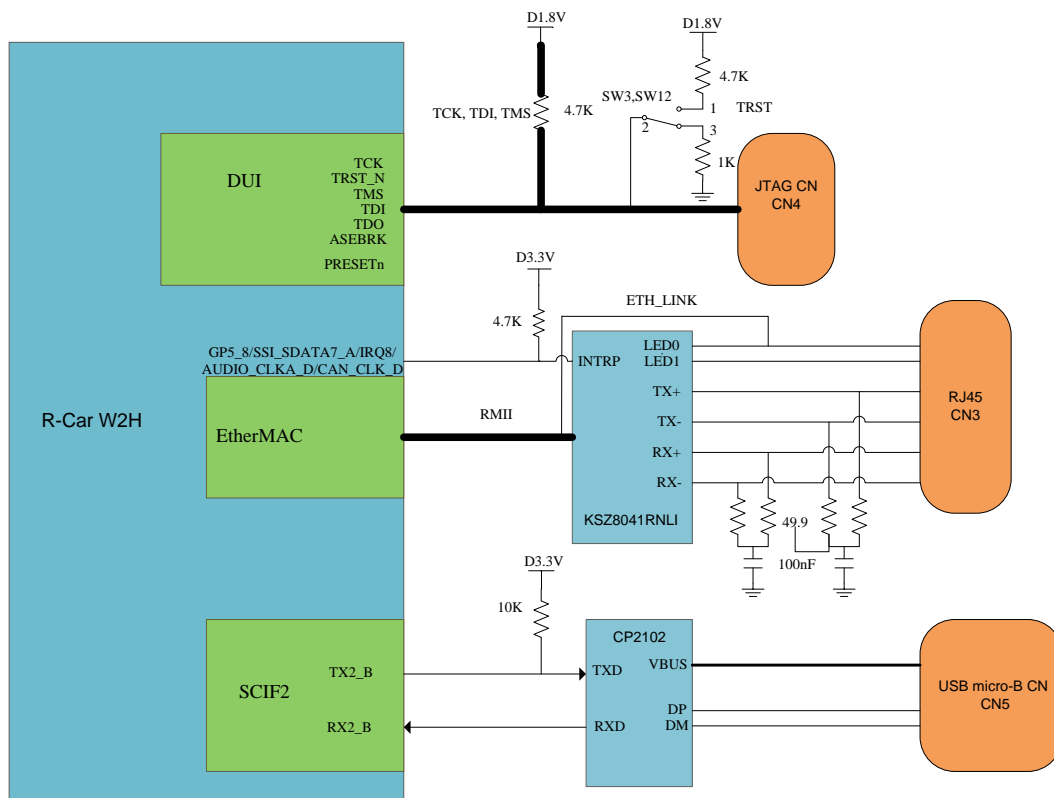 D1.8V
D1.8V
4.7K
SW3,SW12
TCK, TDI, TMS
4.7K
1
TRST
2
3
1K
DUI
TCK
TRST_N
TMS
TDI
TDO
ASEBRK
PRESETn
JTAG CN
CN4
D3.3V
ETH_LINK
4.7K
GP5_8/SSI_SDATA7_A/IRQ8/
AUDIO_CLKA_D/CAN_CLK_D
INTRP
LED0
LED1
TX+
TX-
RX+
RX-
RJ45
CN3
R-Car W2H
EtherMAC
RMII
KSZ8041RNLI
49.9
100nF
D3.3V
10K
CP2102
TX2_B
TXD
VBUS
SCIF2
USB micro-B CN
CN5
RX2_B
RXD
DP
DM